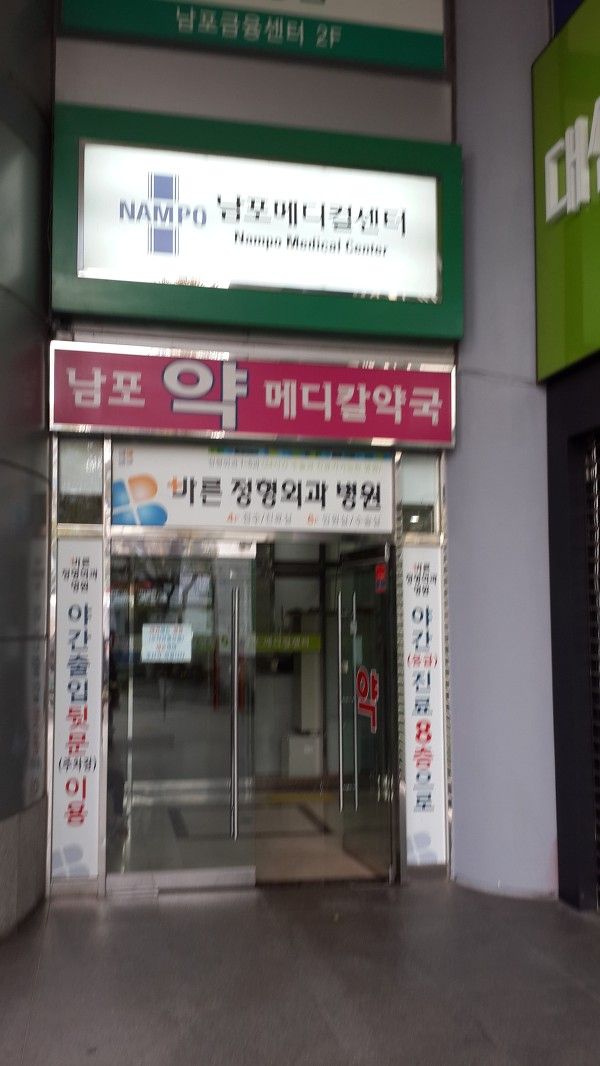 남포금융센터 2F
NAMPO 남포메디컬센터
Nampo Medical Center
남포 약 메디칼약국
바른 정형외과 병원
바른
정형외과
병원
야간출입 뒷문
(주차장)
이용
바른
정형외과
병원
야간
(응급)
진료 8층으로
약